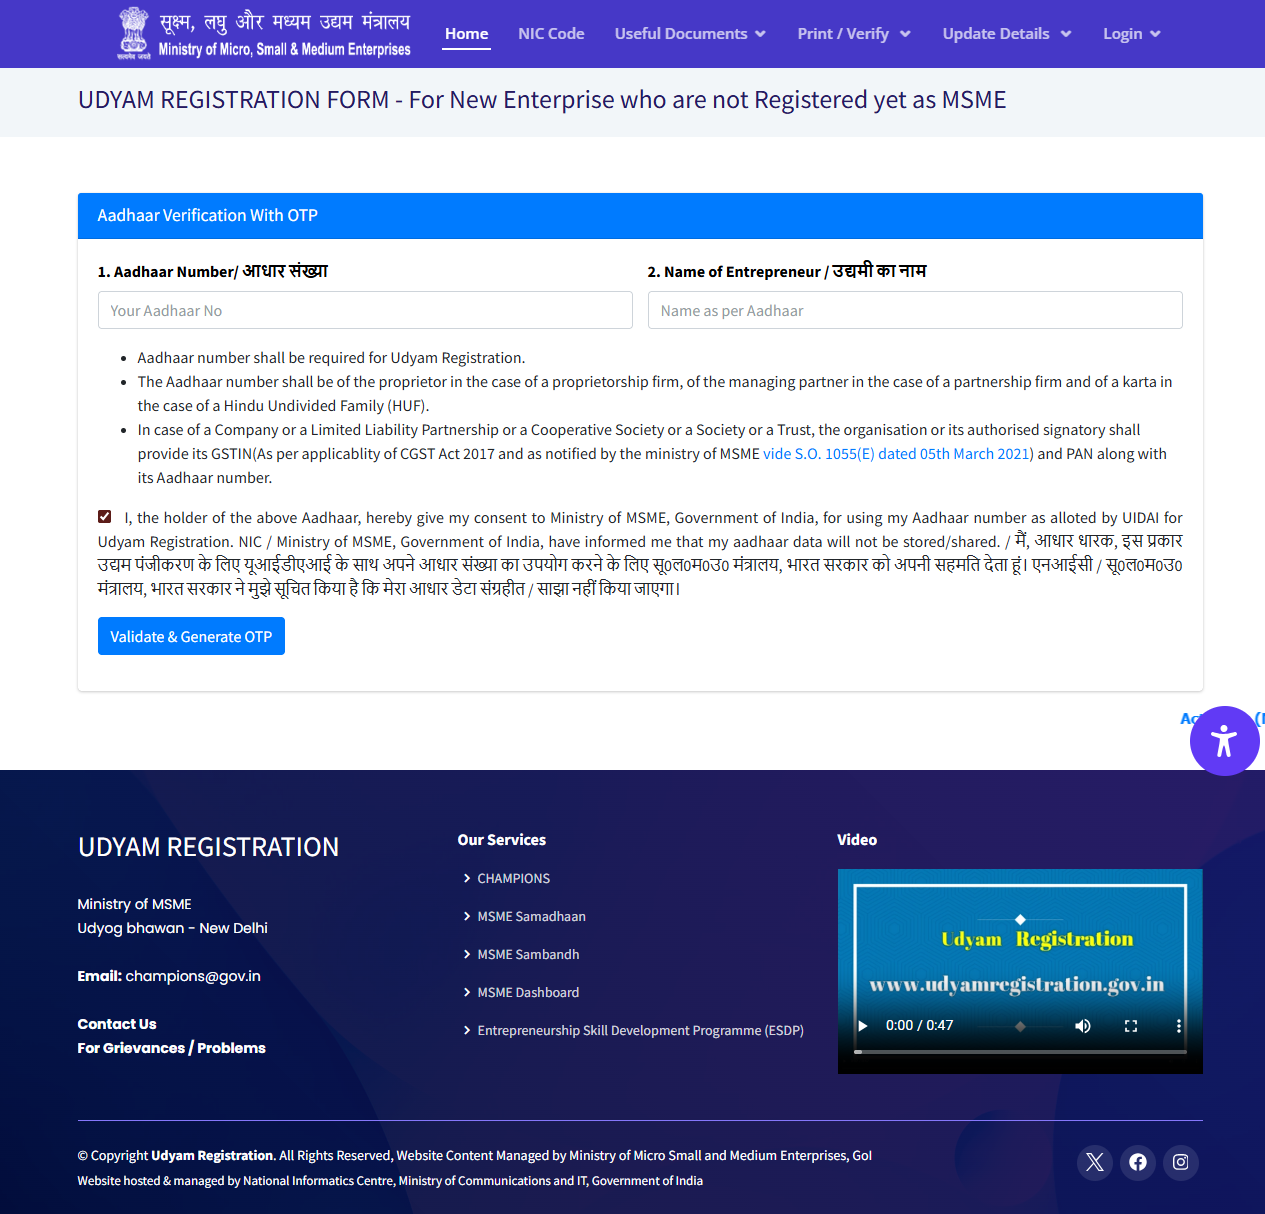 सूक्ष्म, लघु और मध्यम उद्यम मंत्रालय
Ministry of Micro, Small & Medium Enterprises
सत्यमेव जयते
Home NIC Code Useful Documents Print / Verify Update Details Login
UDYAM REGISTRATION FORM - For New Enterprise who are not Registered yet as MSME
Aadhaar Verification With OTP
1. Aadhaar Number/ आधार संख्या
2. Name of Entrepreneur / उद्यमी का नाम
Your Aadhaar No
Name as per Aadhaar
Aadhaar number shall be required for Udyam Registration.
The Aadhaar number shall be of the proprietor in the case of a proprietorship firm, of the managing partner in the case of a partnership firm and of a karta in
the case of a Hindu Undivided Family (HUF).
In case of a Company or a Limited Liability Partnership or a Cooperative Society or a Society or a Trust, the organisation or its authorised signatory shall
provide its GSTIN(As per applicablity of CGST Act 2017 and as notified by the ministry of MSME vide S.O. 1055(E) dated 05th March 2021) and PAN along with
its Aadhaar number.
I, the holder of the above Aadhaar, hereby give my consent to Ministry of MSME, Government of India, for using my Aadhaar number as alloted by UIDAI for
Udyam Registration. NIC / Ministry of MSME, Government of India, have informed me that my aadhaar data will not be stored/shared. / मैं, आधार धारक, इस प्रकार
उद्यम पंजीकरण के लिए यूआईडीएआई के साथ अपने आधार संख्या का उपयोग करने के लिए सू0ल0म0उ0 मंत्रालय, भारत सरकार को अपनी सहमति देता हूं। एनआईसी / सू0ल0म0उ0
मंत्रालय, भारत सरकार ने मुझे सूचित किया है कि मेरा आधार डेटा संग्रहीत / साझा नहीं किया जाएगा।
Validate & Generate OTP
UDYAM REGISTRATION
Ministry of MSME
Udyog bhawan - New Delhi
Email: champions@gov.in
Contact Us
For Grievances / Problems
Our Services
CHAMPIONS
MSME Samadhaan
MSME Sambandh
MSME Dashboard
Entrepreneurship Skill Development Programme (ESDP)
Video
Udyam Registration
www.udyamregistration.gov.in
0:00 / 0:47
© Copyright Udyam Registration. All Rights Reserved, Website Content Managed by Ministry of Micro Small and Medium Enterprises, GoI
Website hosted & managed by National Informatics Centre, Ministry of Communications and IT, Government of India